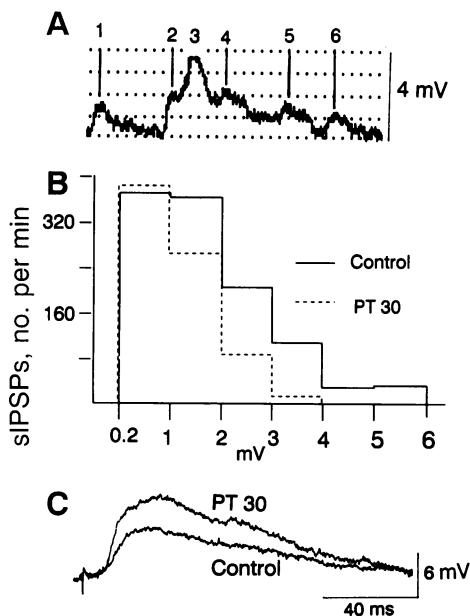 A
1 2 3 4 5 6
4 mV
B
sIPSPs, no. per min
320
160
Control
PT 30
0.2 1 2 3 4 5 6
mV
C
PT 30
Control
6 mV
40 ms